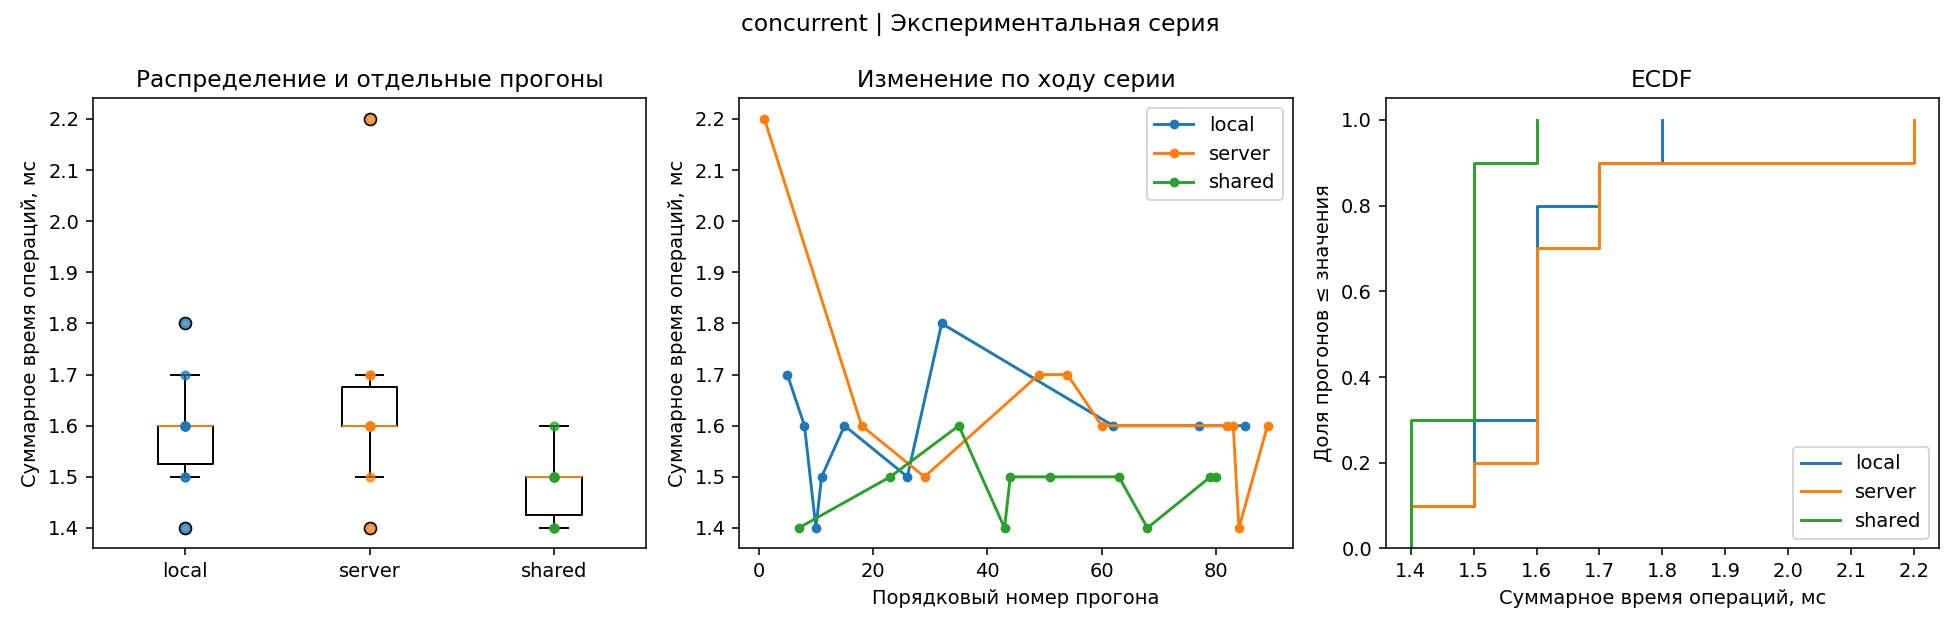 concurrent | Экспериментальная серия
Распределение и отдельные прогоны
Суммарное время операций, мс
2.2
2.1
2.0
1.9
1.8
1.7
1.6
1.5
1.4
local
server
shared
Изменение по ходу серии
Суммарное время операций, мс
2.2
2.1
2.0
1.9
1.8
1.7
1.6
1.5
1.4
local
server
shared
0
20
40
60
80
Порядковый номер прогона
ECDF
Доля прогонов ≤ значения
1.0
0.8
0.6
0.4
0.2
0.0
local
server
shared
1.4
1.5
1.6
1.7
1.8
1.9
2.0
2.1
2.2
Суммарное время операций, мс